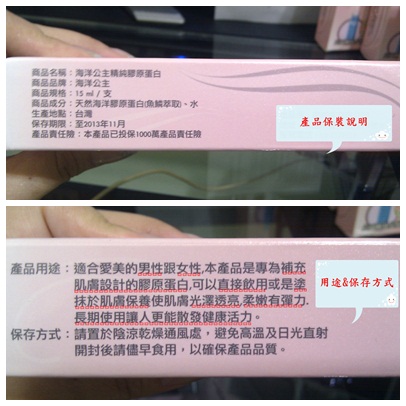 商品名稱：海洋公主精純膠原蛋白
商品品牌：海洋公主
商品規格：15 ml / 支
商品成分：天然海洋膠原蛋白(魚鱗萃取)、水
生產地點：台灣
保存期限：至2013年11月
產品責任險：本產品已投保1000萬產品責任險
產品保裝說明
產品用途：適合愛美的男性跟女性,本產品是專為補充
肌膚設計的膠原蛋白,可以直接飲用或是塗
抹於肌膚保養使肌膚光澤透亮,柔嫩有彈力.
長期使用讓人更能散發健康活力。
保存方式：請置於陰涼乾燥通風處，避免高溫及日光直射
開封後請儘早食用，以確保產品品質。
用途&保存方式